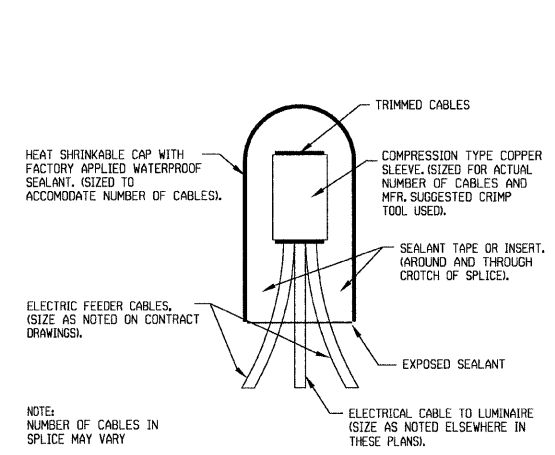 TRIMMED CABLES
HEAT SHRINKABLE CAP WITH
FACTORY APPLIED WATERPROOF
SEALANT. (SIZED TO
ACCOMODATE NUMBER OF CABLES).
COMPRESSION TYPE COPPER
SLEEVE. (SIZED FOR ACTUAL
NUMBER OF CABLES AND
MFR. SUGGESTED CRIMP
TOOL USED).
SEALANT TAPE OR INSERT.
(AROUND AND THROUGH
CROTCH OF SPLICE).
ELECTRIC FEEDER CABLES.
(SIZE AS NOTED ON CONTRACT
DRAWINGS).
EXPOSED SEALANT
ELECTRICAL CABLE TO LUMINAIRE
(SIZE AS NOTED ELSEWHERE IN
THESE PLANS).
NOTE:
NUMBER OF CABLES IN
SPLICE MAY VARY